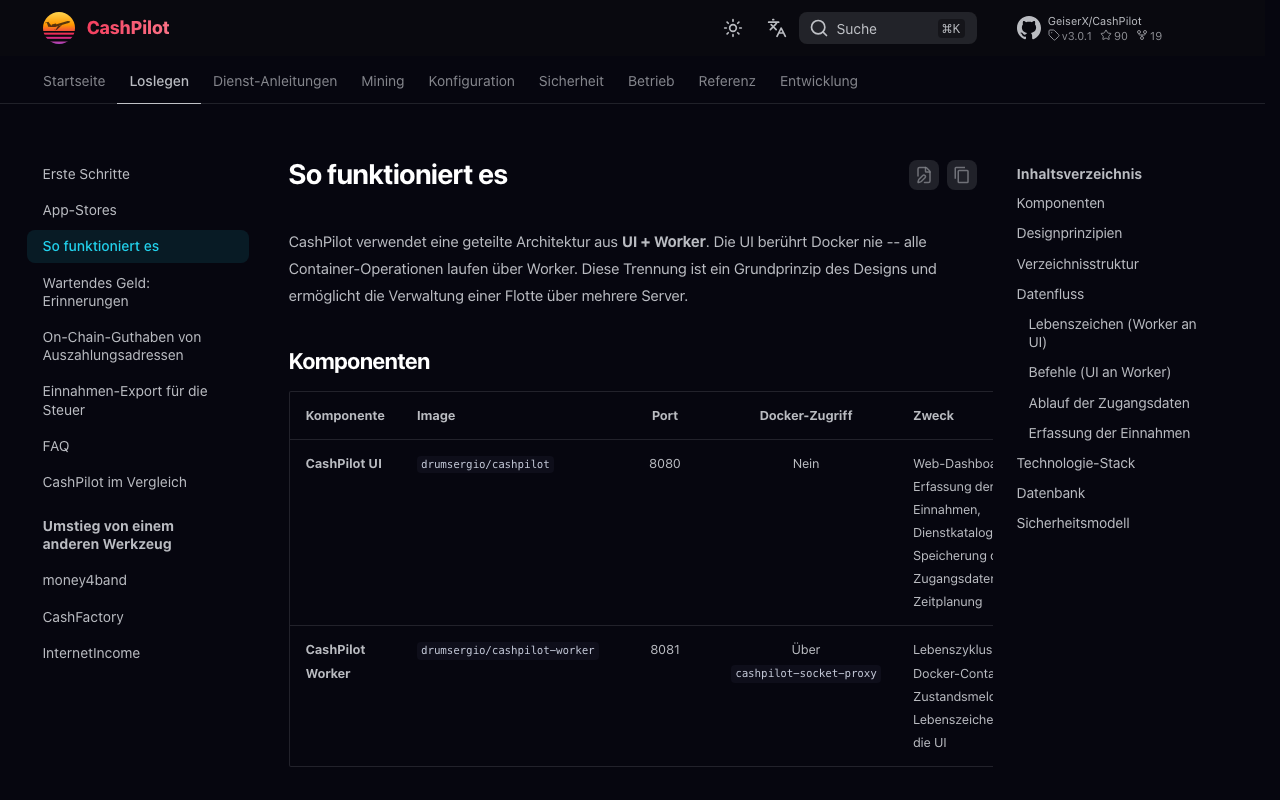 CashPilot
Suche
⌘K
GeiserX/CashPilot
v3.0.1 90 19
Startseite Loslegen Dienst-Anleitungen Mining Konfiguration Sicherheit Betrieb Referenz Entwicklung
Erste Schritte
App-Stores
So funktioniert es
Wartendes Geld:
Erinnerungen
On-Chain-Guthaben von
Auszahlungsadressen
Einnahmen-Export für die
Steuer
FAQ
CashPilot im Vergleich
Umstieg von einem
anderen Werkzeug
money4band
CashFactory
InternetIncome
So funktioniert es
CashPilot verwendet eine geteilte Architektur aus UI + Worker. Die UI berührt Docker nie -- alle
Container-Operationen laufen über Worker. Diese Trennung ist ein Grundprinzip des Designs und
ermöglicht die Verwaltung einer Flotte über mehrere Server.
Komponenten
Komponente Image Port Docker-Zugriff Zweck
CashPilot UI drumsergio/cashpilot 8080 Nein
Erfassung der
Einnahmen,
Dienstkatalog
Speicherung
Zeitplanung
CashPilot
Worker
drumsergio/cashpilot-worker
8081
Über
cashpilot-socket-proxy
Lebenszyklus
die UI
Inhaltsverzeichnis
Komponenten
Designprinzipien
Verzeichnisstruktur
Datenfluss
Lebenszeichen (Worker an
UI)
Befehle (UI an Worker)
Ablauf der Zugangsdaten
Erfassung der Einnahmen
Technologie-Stack
Datenbank
Sicherheitsmodell